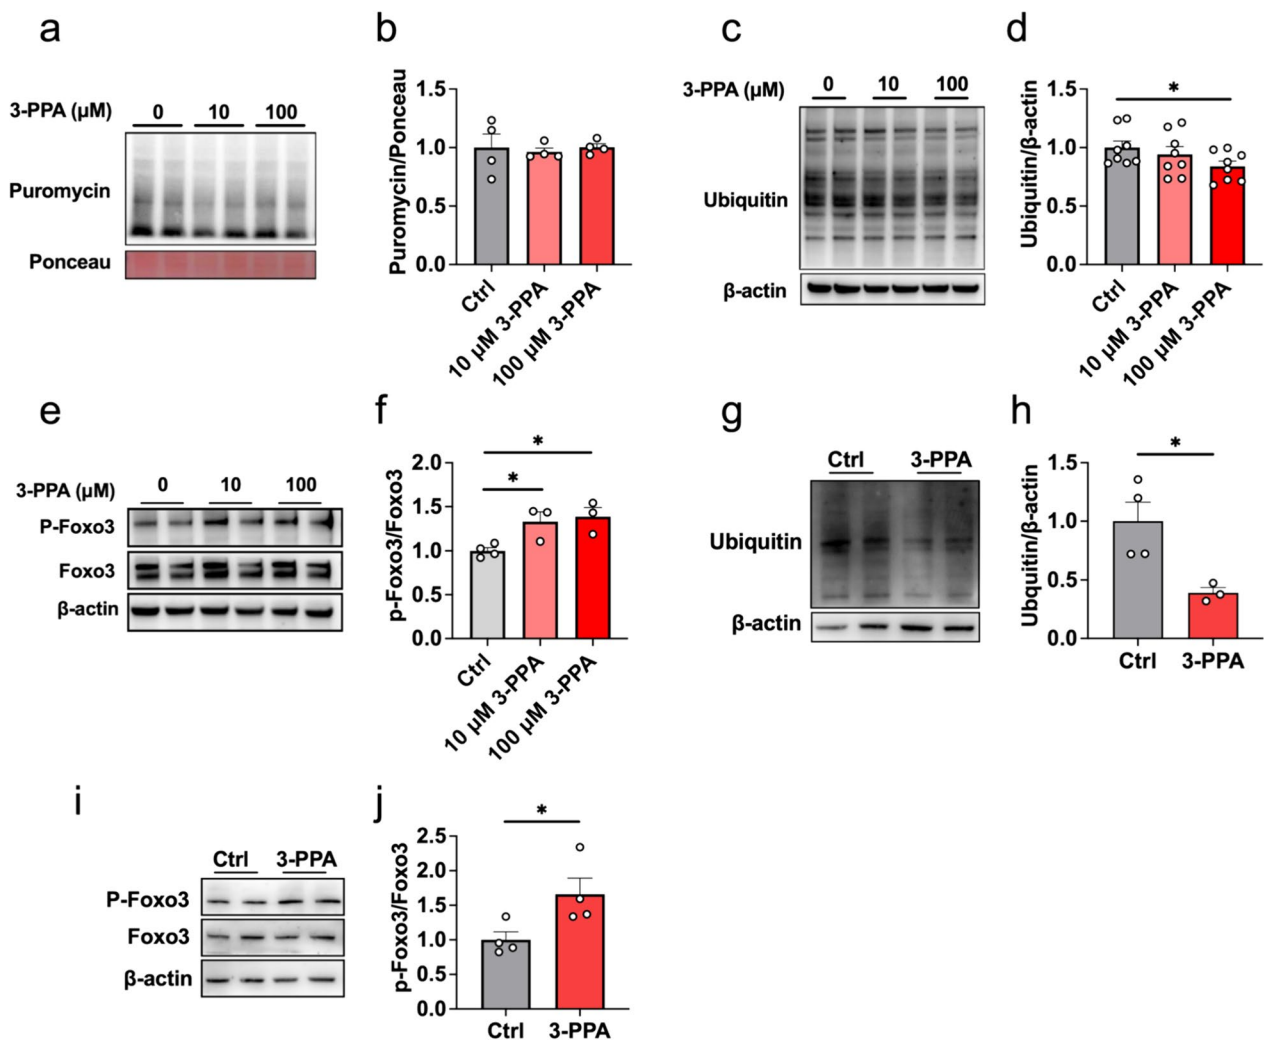 a
3-PPA (µM)
0 10 100
Puromycin
Ponceau
b
Puromycin/Ponceau
1.5
1.0
0.5
0.0
Ctrl
10 µM 3-PPA
100 µM 3-PPA
c
3-PPA (µM)
0 10 100
Ubiquitin
β-actin
d
Ubiquitin/β-actin
1.5
1.0
0.5
0.0
*
Ctrl
10 µM 3-PPA
100 µM 3-PPA
e
3-PPA (µM)
0 10 100
P-Foxo3
Foxo3
β-actin
f
p-Foxo3/Foxo3
2.0
1.5
1.0
0.5
0.0
*
*
Ctrl
10 µM 3-PPA
100 µM 3-PPA
g
Ctrl 3-PPA
Ubiquitin
β-actin
h
Ubquitin/β-actin
1.5
1.0
0.5
0.0
*
Ctrl 3-PPA
i
Ctrl 3-PPA
P-Foxo3
Foxo3
β-actin
j
p-Foxo3/Foxo3
2.5
2.0
1.5
1.0
0.5
0.0
*
Ctrl 3-PPA